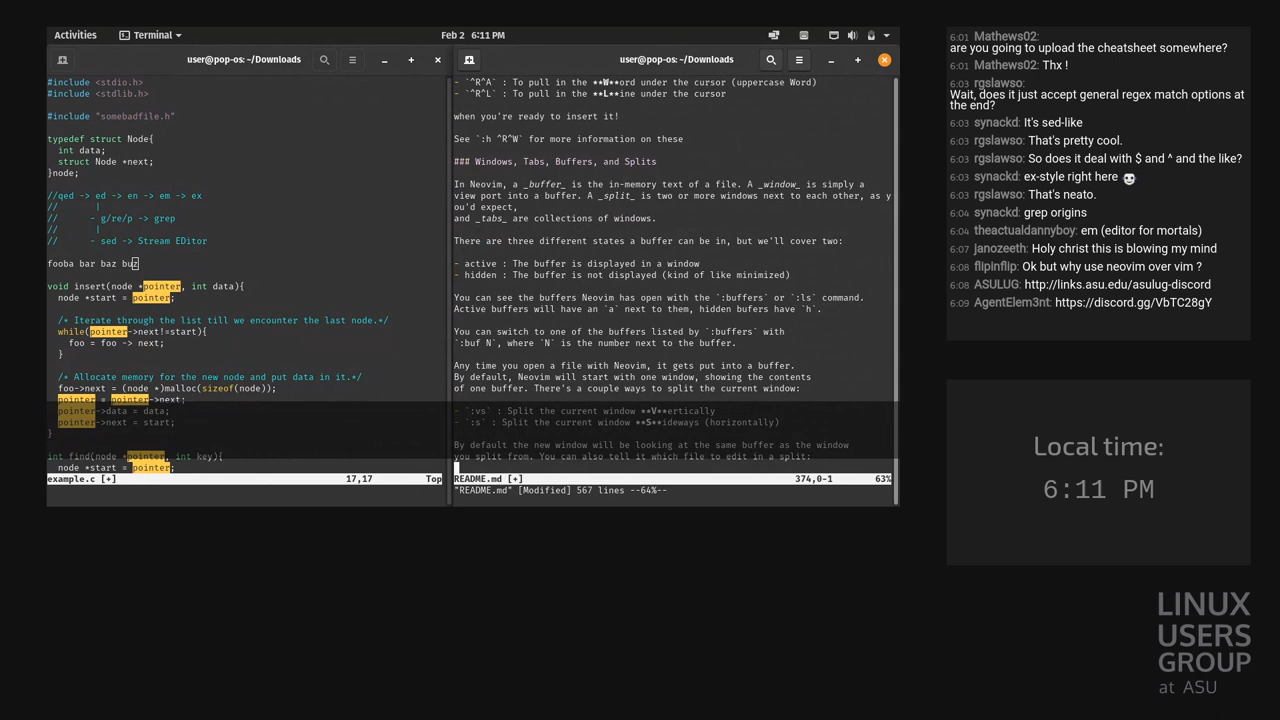 Activities
Terminal
Feb 2 6:11 PM
user@pop-os: ~/Downloads
#include <stdio.h>
#include <stdlib.h>
#include "somebadfile.h"
typedef struct Node{
int data;
struct Node *next;
}node;
//qed -> ed -> en -> em -> ex
// |
// - g/re/p -> grep
// |
// - sed -> Stream EDitor
fooba bar baz buz
void insert(node *pointer, int data){
node *start = pointer;
/* Iterate through the list till we encounter the last node.*/
while(pointer->next!=start){
foo = foo -> next;
}
/* Allocate memory for the new node and put data in it.*/
foo->next = (node *)malloc(sizeof(node));
pointer = pointer->next;
pointer->data = data;
pointer->next = start;
}
int find(node *pointer, int key){
node *start = pointer;
example.c [+] 17,17 Top
user@pop-os: ~/Downloads
- `^R^A` : To pull in the **W**ord under the cursor (uppercase Word)
- `^R^L` : To pull in the **L**ine under the cursor
when you're ready to insert it!
See `:h ^R^W` for more information on these
### Windows, Tabs, Buffers, and Splits
In Neovim, a _buffer_ is the in-memory text of a file. A _window_ is simply a
view port into a buffer. A _split_ is two or more windows next to each other, as y
ou'd expect,
and _tabs_ are collections of windows.
There are three different states a buffer can be in, but we'll cover two:
- active : The buffer is displayed in a window
- hidden : The buffer is not displayed (kind of like minimized)
You can see the buffers Neovim has open with the `:buffers` or `:ls` command.
Active buffers will have an `a` next to them, hidden bufers have `h`.
You can switch to one of the buffers listed by `:buffers` with
`:buf N`, where `N` is the number next to the buffer.
Any time you open a file with Neovim, it gets put into a buffer.
By default, Neovim will start with one window, showing the contents
of one buffer. There's a couple ways to split the current window:
- `:vs` : Split the current window **V**ertically
- `:s` : Split the current window **S**ideways (horizontally)
By default the new window will be looking at the same buffer as the window
you split from. You can also tell it which file to edit in a split:
README.md [+] 374,0-1 63%
"README.md" [Modified] 567 lines --64%--
6:01 Mathews02:
are you going to upload the cheatsheet somewhere?
6:01 Mathews02: Thx !
6:03 rgslawso:
Wait, does it just accept general regex match options at
the end?
6:03 synackd: It's sed-like
6:03 rgslawso: That's pretty cool.
6:03 rgslawso: So does it deal with $ and ^ and the like?
6:03 synackd: ex-style right here
6:03 rgslawso: That's neato.
6:04 synackd: grep origins
6:04 theactualdannyboy: em (editor for mortals)
6:07 janozeeth: Holy christ this is blowing my mind
6:08 flipinflip: Ok but why use neovim over vim ?
6:08 ASULUG: http://links.asu.edu/asulug-discord
6:09 AgentElem3nt: https://discord.gg/VbTC28gY
Local time:
6:11 PM
LINUX
USERS
GROUP
at ASU